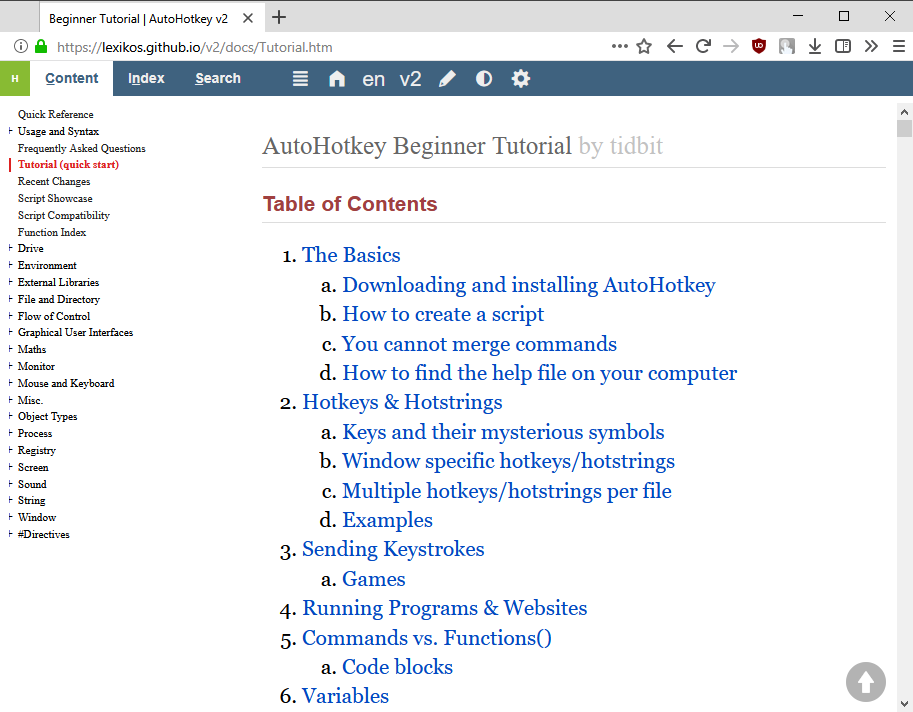 Beginner Tutorial | AutoHotkey v2
https://lexikos.github.io/v2/docs/Tutorial.htm
H Content Index Search en v2
Quick Reference
Usage and Syntax
Frequently Asked Questions
Tutorial (quick start)
Recent Changes
Script Showcase
Script Compatibility
Function Index
Drive
Environment
External Libraries
File and Directory
Flow of Control
Graphical User Interfaces
Maths
Monitor
Mouse and Keyboard
Misc.
Object Types
Process
Registry
Screen
Sound
String
Window
#Directives
AutoHotkey Beginner Tutorial by tidbit
Table of Contents
1. The Basics
a. Downloading and installing AutoHotkey
b. How to create a script
c. You cannot merge commands
d. How to find the help file on your computer
2. Hotkeys & Hotstrings
a. Keys and their mysterious symbols
b. Window specific hotkeys/hotstrings
c. Multiple hotkeys/hotstrings per file
d. Examples
3. Sending Keystrokes
a. Games
4. Running Programs & Websites
5. Commands vs. Functions()
a. Code blocks
6. Variables